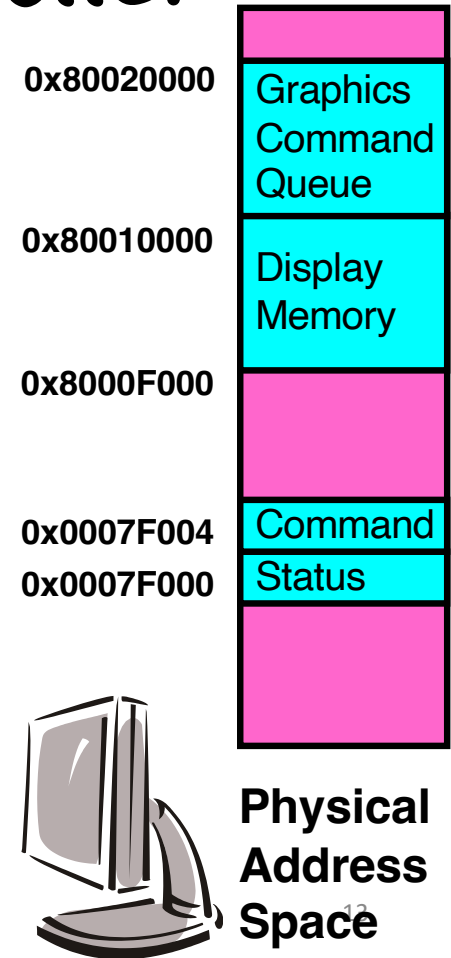 0x80020000
Graphics
Command
Queue
0x80010000
Display
Memory
0x8000F000
0x0007F004 Command
0x0007F000 Status
Physical
Address
Space